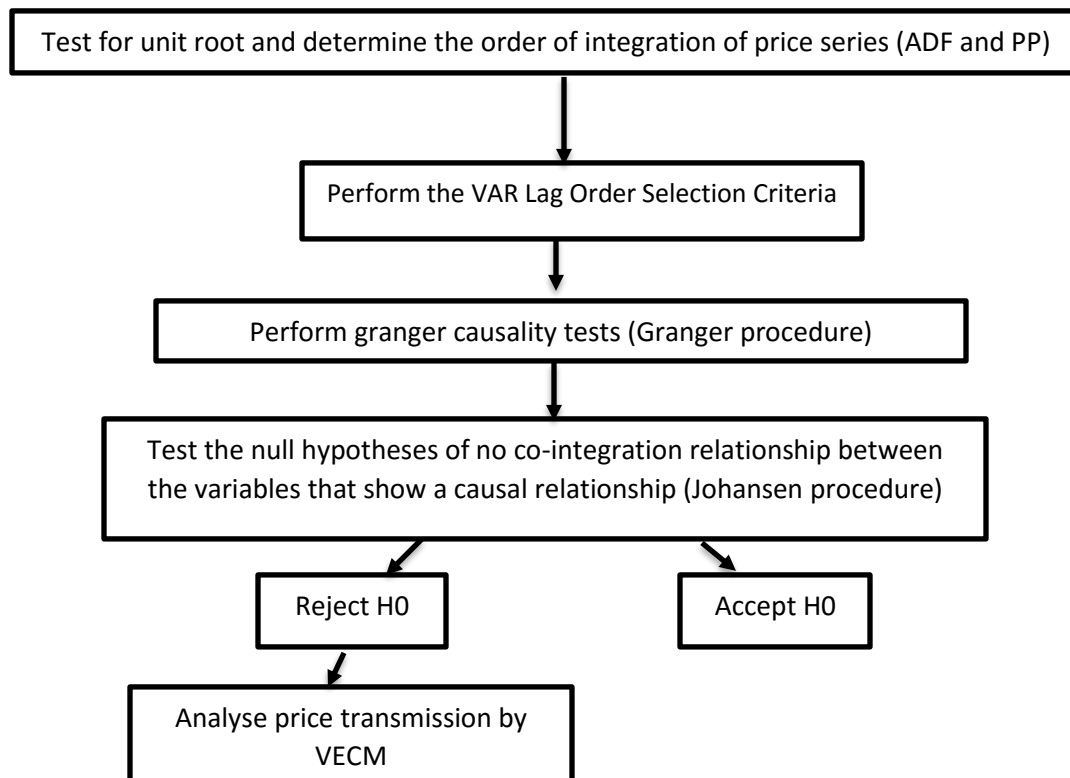 Test for unit root and determine the order of integration of price series (ADF and PP)
Perform the VAR Lag Order Selection Criteria
Perform granger causality tests (Granger procedure)
Test the null hypotheses of no co-integration relationship between
the variables that show a causal relationship (Johansen procedure)
Reject H0
Accept H0
Analyse price transmission by
VECM